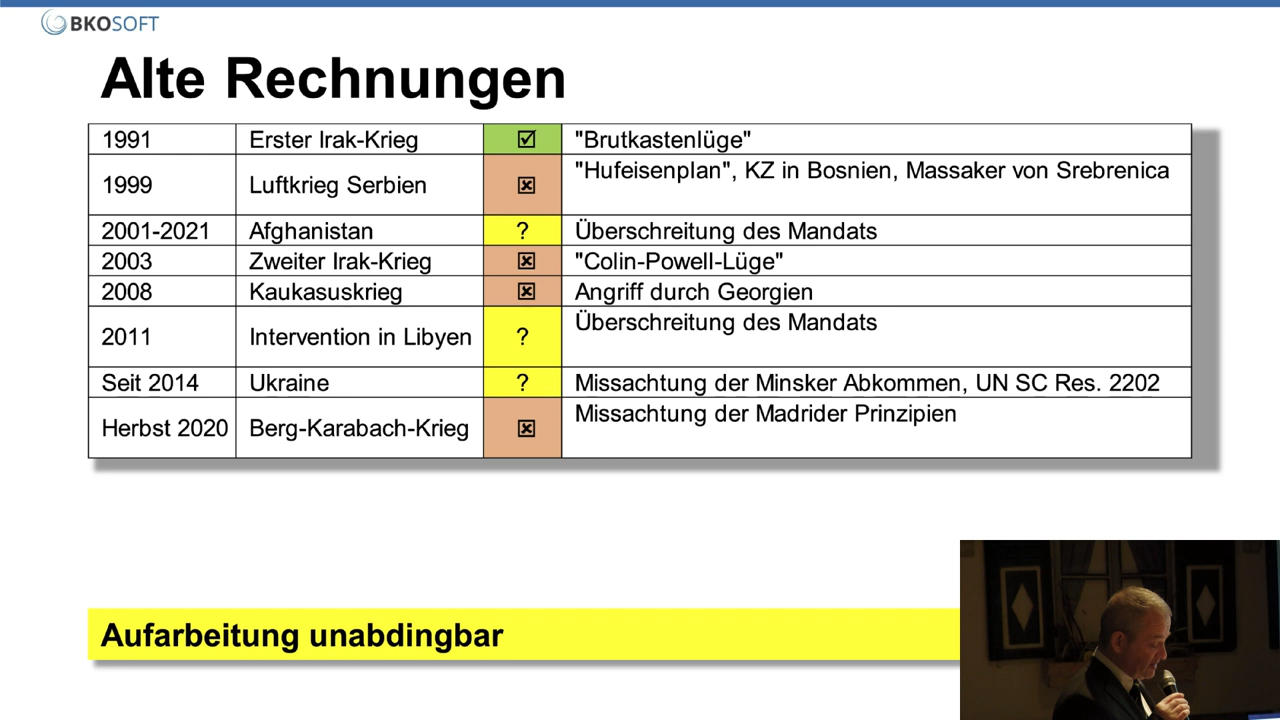 BKOSOFT
Alte Rechnungen
1991 Erster Irak-Krieg ☑ "Brutkastenlüge"
1999 Luftkrieg Serbien ☒ "Hufeisenplan", KZ in Bosnien, Massaker von Srebrenica
2001-2021 Afghanistan ? Überschreitung des Mandats
2003 Zweiter Irak-Krieg ☒ "Colin-Powell-Lüge"
2008 Kaukasuskrieg ☒ Angriff durch Georgien
2011 Intervention in Libyen ? Überschreitung des Mandats
Seit 2014 Ukraine ? Missachtung der Minsker Abkommen, UN SC Res. 2202
Herbst 2020 Berg-Karabach-Krieg ☒ Missachtung der Madrider Prinzipien
Aufarbeitung unabdingbar